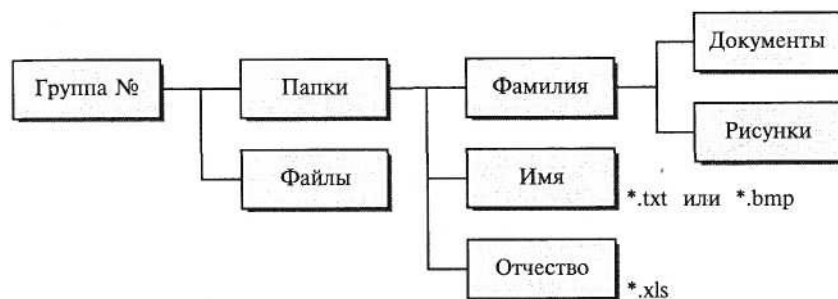 Документы
Группа № Папки Фамилия
Рисунки
Файлы Имя
*.txt или *.bmp
Отчество
*.xls